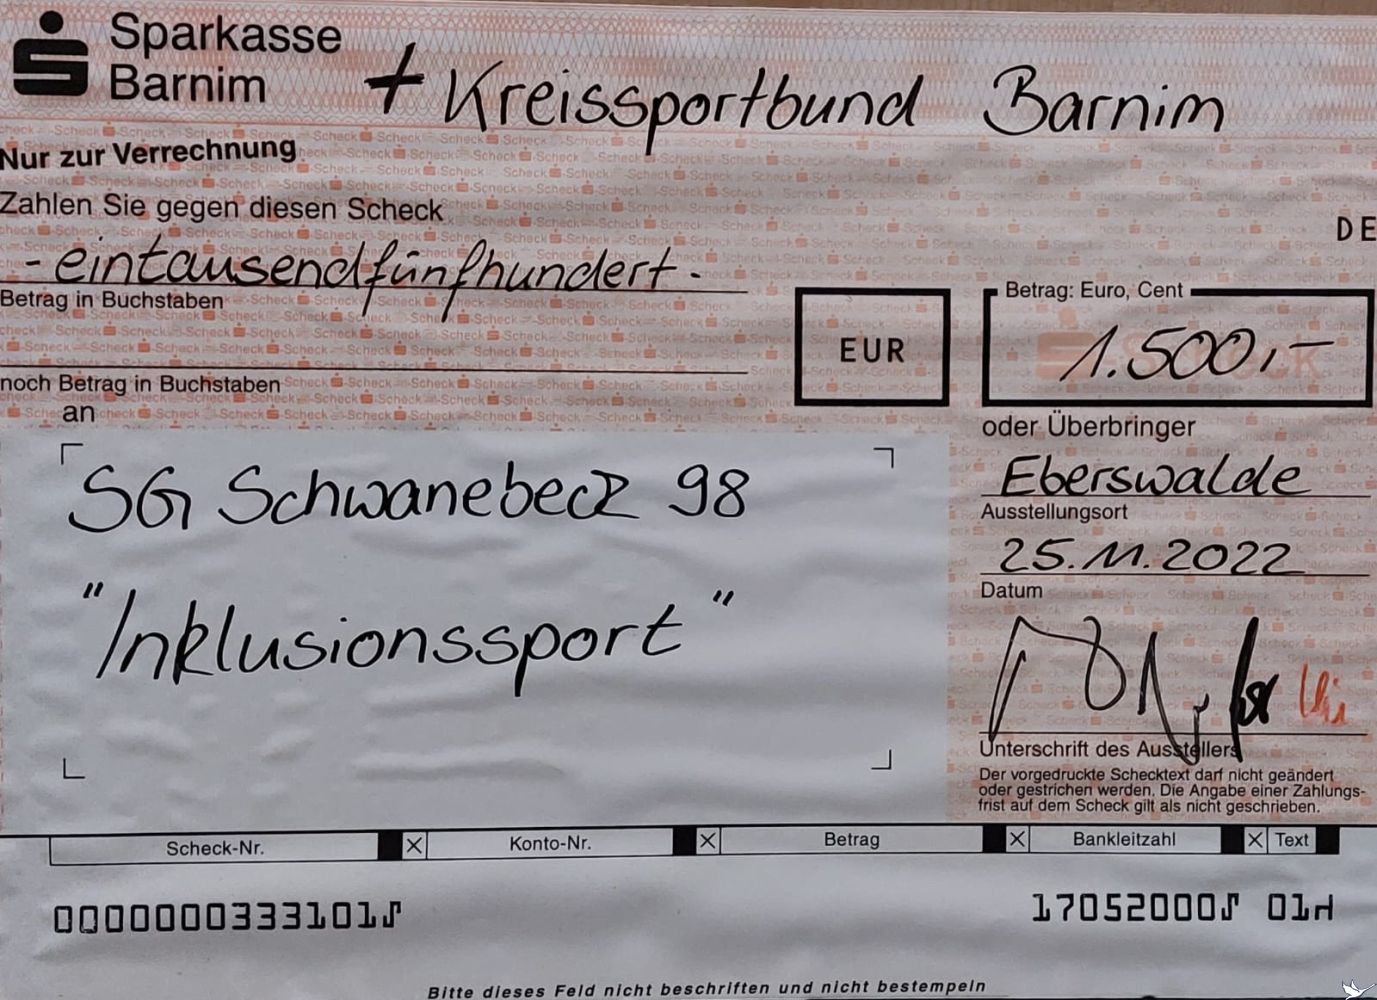 Sparkasse
Barnim
+ Kreissportbund Barnim
Nur zur Verrechnung
Zahlen Sie gegen diesen Scheck
DE
- eintausendfünfhundert -
Betrag in Buchstaben
EUR
Betrag: Euro, Cent
1.500,-
noch Betrag in Buchstaben
an
oder Überbringer
SG Schwanebeck 98
"Inklusionssport"
Eberswalde
Ausstellungsort
25.11.2022
Datum
Unterschrift des Ausstellers
Der vorgedruckte Schecktext darf nicht geändert
oder gestrichen werden. Die Angabe einer Zahlungs-
frist auf dem Scheck gilt als nicht geschrieben.
Scheck-Nr. X Konto-Nr. X Betrag X Bankleitzahl X Text
0000000333101⑀ 17052000⑀ 01⑁
Bitte dieses Feld nicht beschriften und nicht bestempeln